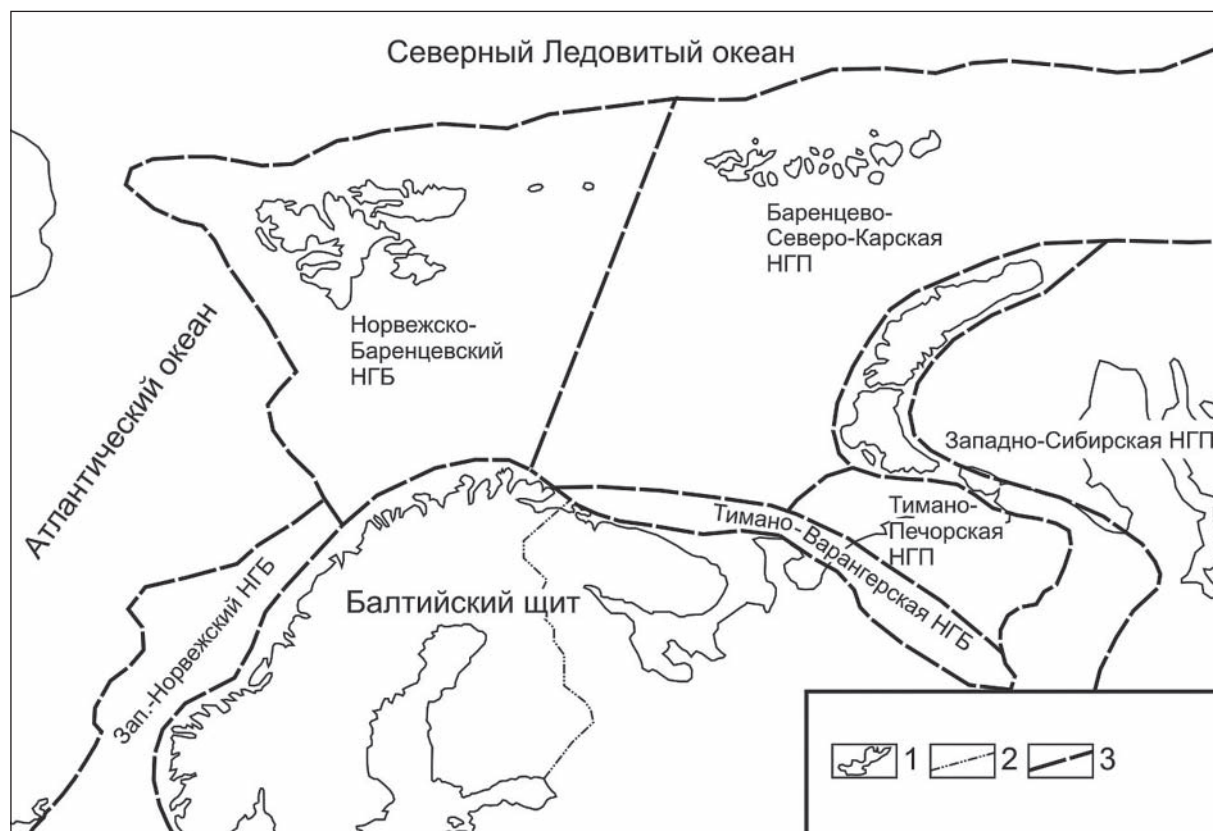 Северный Ледовитый океан
Баренцево-
Северо-Карская
НГП
Норвежско-
Баренцевский
НГБ
Атлантический океан
Западно-Сибирская НГП
Тимано-
Печорская
НГП
Тимано-Варангерская НГБ
Балтийский щит
Зап.-Норвежский НГБ
1 2 3